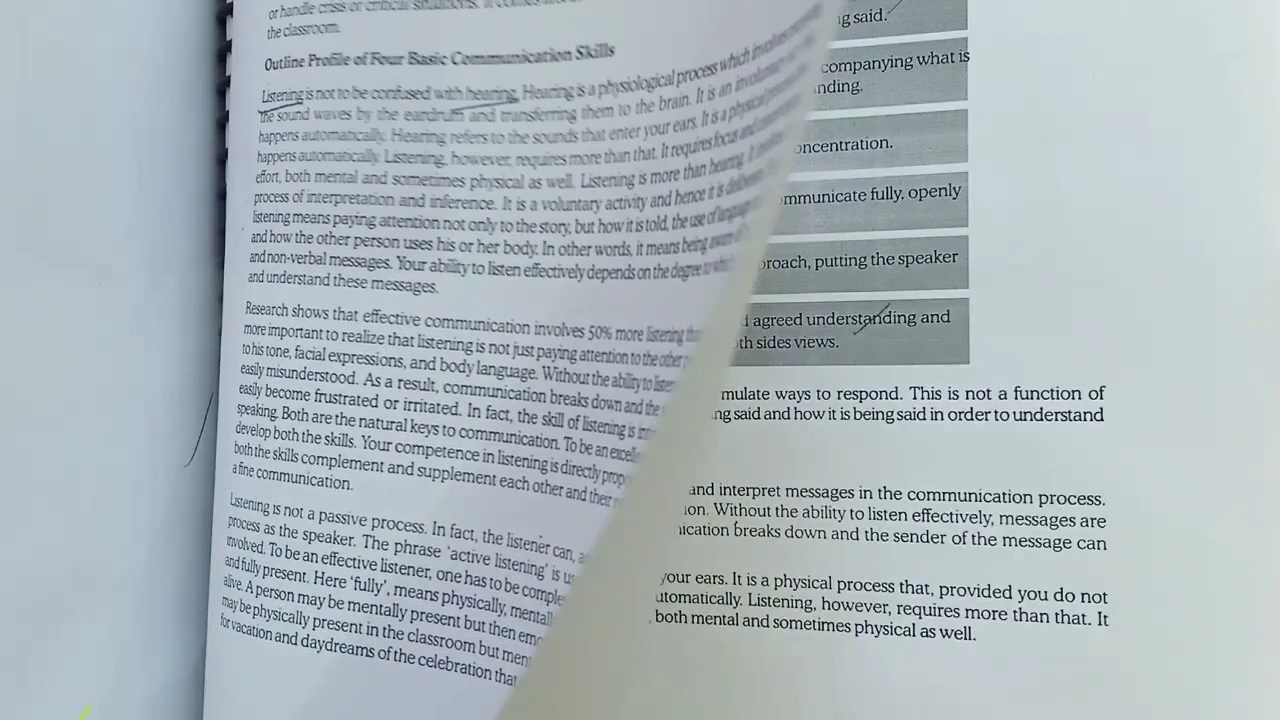 or handle crisis or critical situations. It comes
the classroom.
Outline Profile of Four Basic Communication Skills
Listening is not to be confused with hearing. Hearing is a physiological process which involves
the sound waves by the eardrum and transferring them to the brain. It is an involuntary
happens automatically. Hearing refers to the sounds that enter your ears. It is a physical
happens automatically. Listening, however, requires more than that. It requires focus and
effort, both mental and sometimes physical as well. Listening is more than hearing. It
process of interpretation and inference. It is a voluntary activity and hence it is
listening means paying attention not only to the story, but how it is told, the use of language
and how the other person uses his or her body. In other words, it means being aware of
and non-verbal messages. Your ability to listen effectively depends on the degree to
and understand these messages.
Research shows that effective communication involves 50% more listening
more important to realize that listening is not just paying attention to the other
to his tone, facial expressions, and body language. Without the ability to listen
easily misunderstood. As a result, communication breaks down and the
easily become frustrated or irritated. In fact, the skill of listening is
speaking. Both are the natural keys to communication. To be an
develop both the skills. Your competence in listening is directly
both the skills complement and supplement each other and their
a fine communication.
Listening is not a passive process. In fact, the listener can,
process as the speaker. The phrase 'active listening' is
involved. To be an effective listener, one has to be
and fully present. Here 'fully', means physically,
alive. A person may be mentally present but then
may be physically present in the classroom but
for vacation and daydreams of the celebration that
g said.
companying what is
nding.
oncentration.
mmunicate fully, openly
proach, putting the speaker
d agreed understanding and
th sides views.
mulate ways to respond. This is not a function of
ng said and how it is being said in order to understand
and interpret messages in the communication process.
ion. Without the ability to listen effectively, messages are
nication breaks down and the sender of the message can
your ears. It is a physical process that, provided you do not
utomatically. Listening, however, requires more than that. It
both mental and sometimes physical as well.